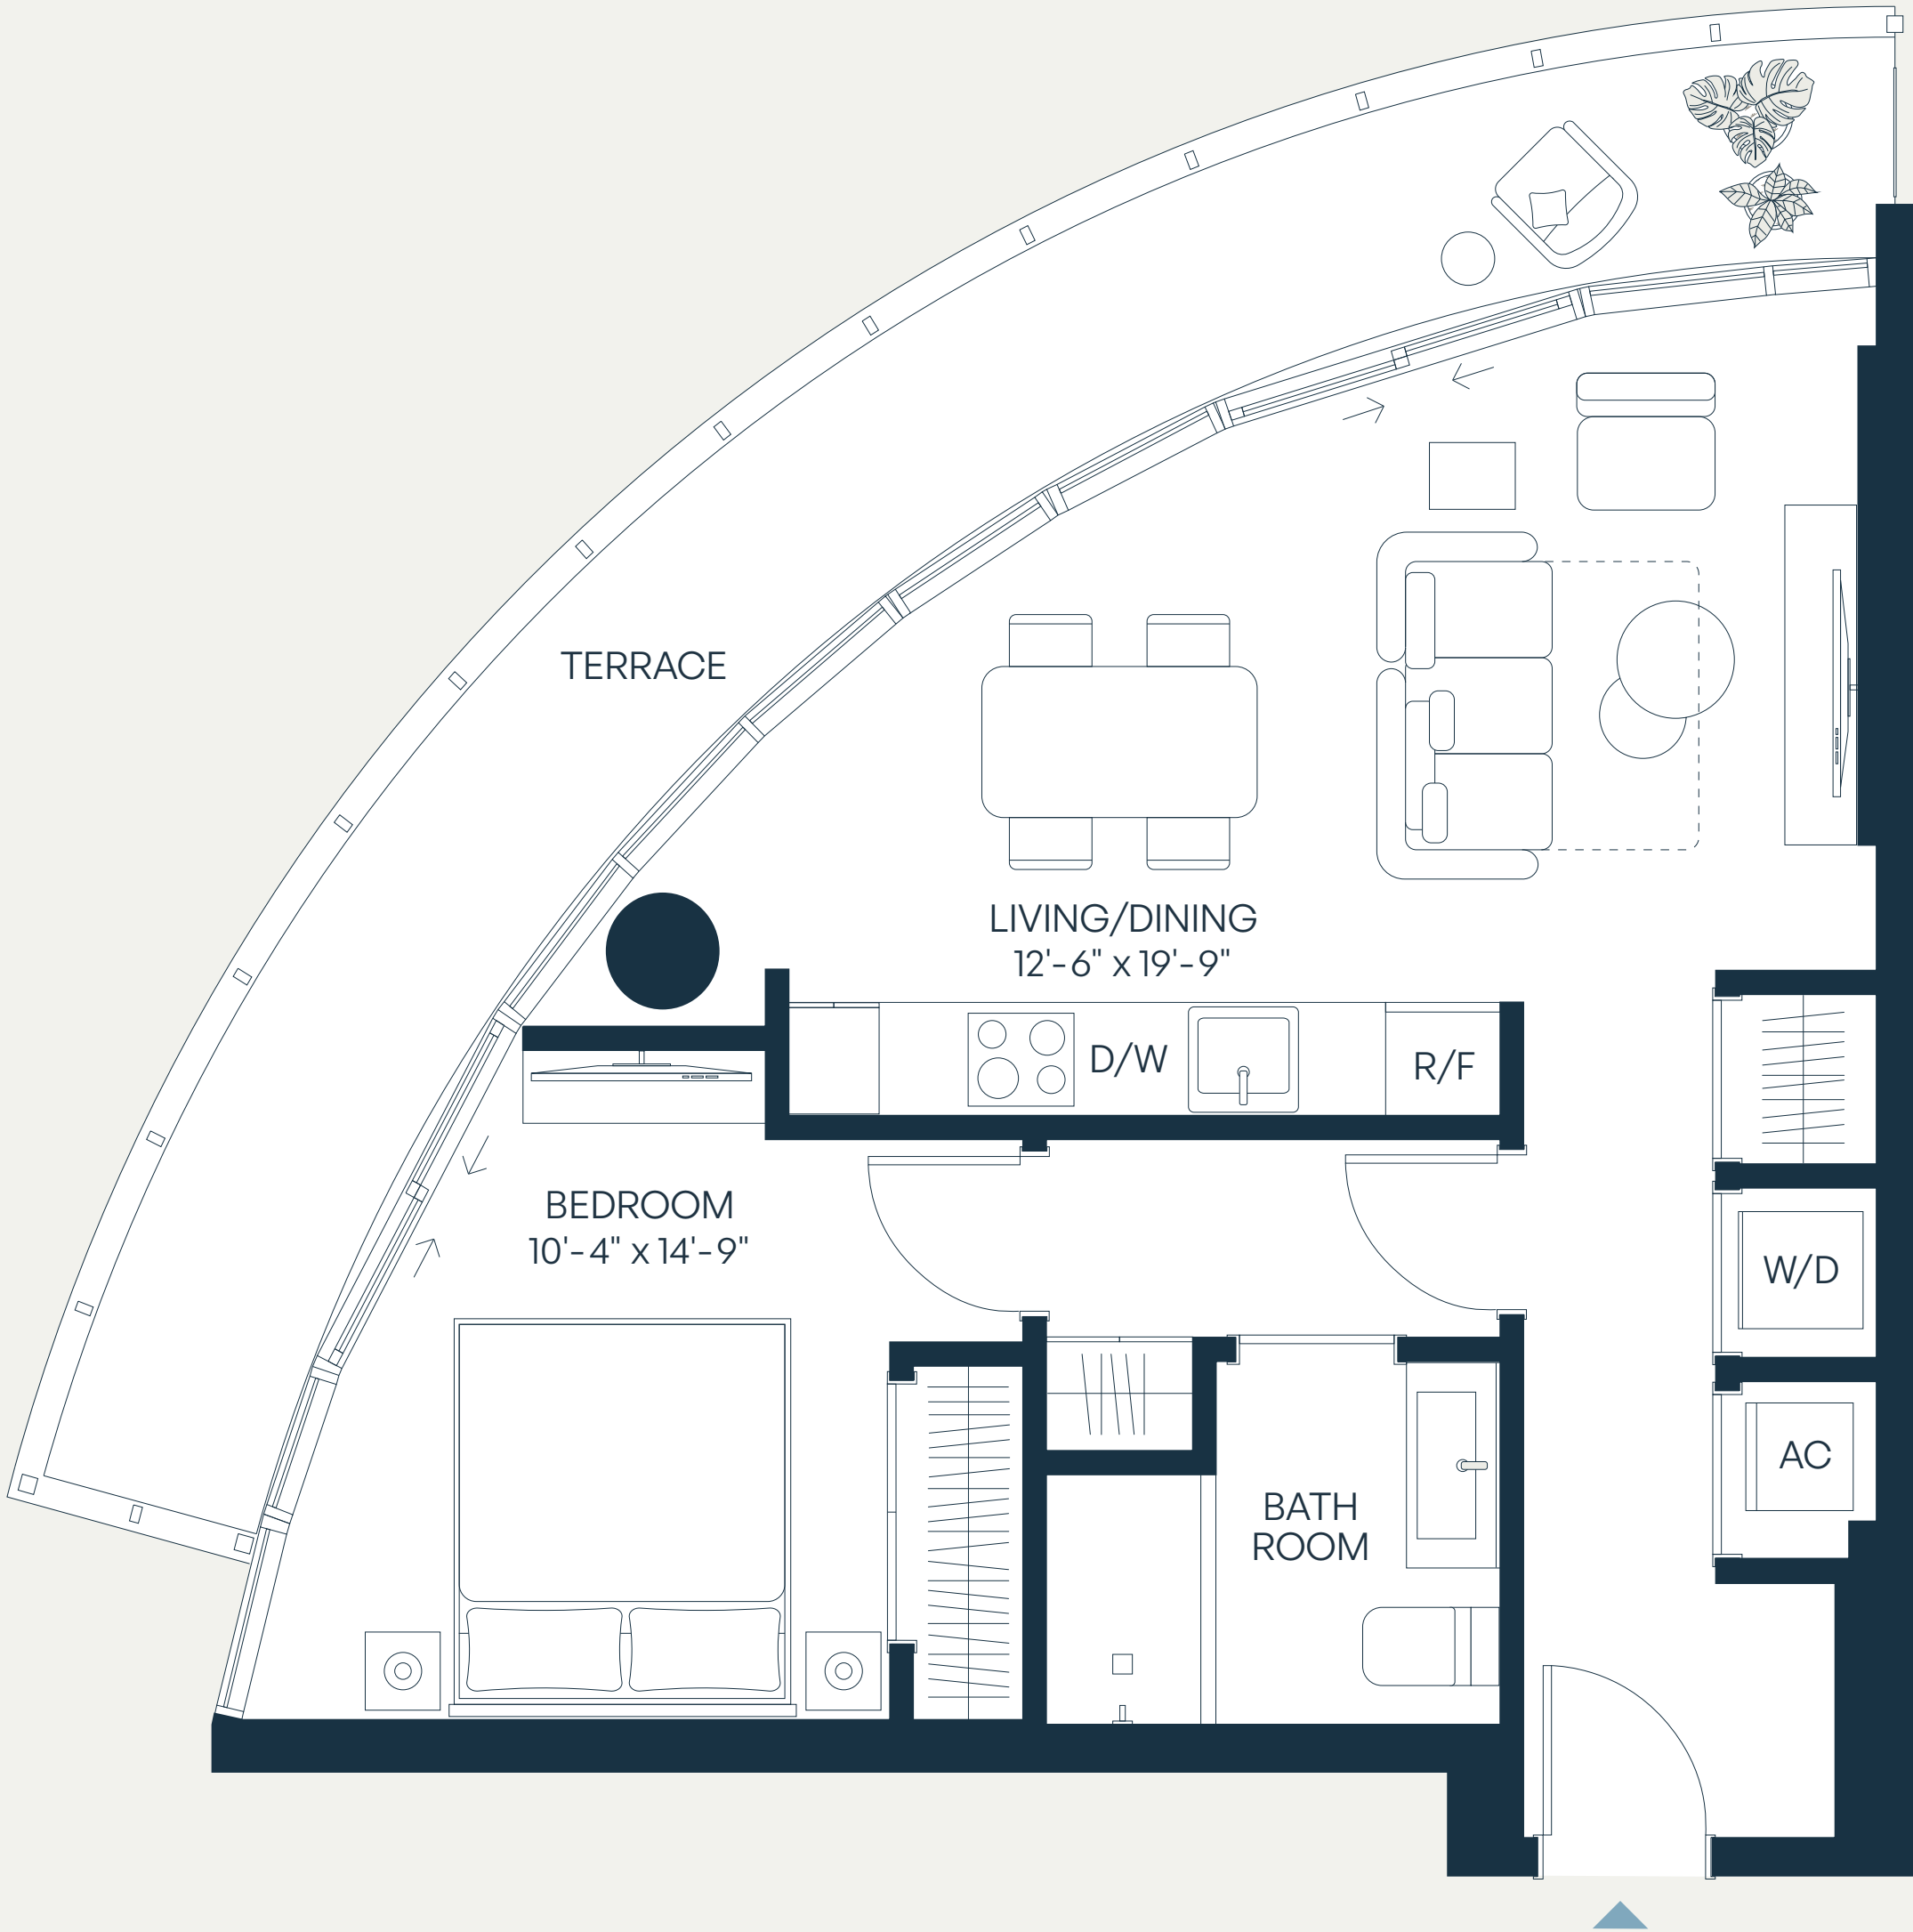 TERRACE
LIVING/DINING
12'-6" x 19'-9"
D/W
R/F
BEDROOM
10'-4" x 14'-9"
W/D
AC
BATH
ROOM